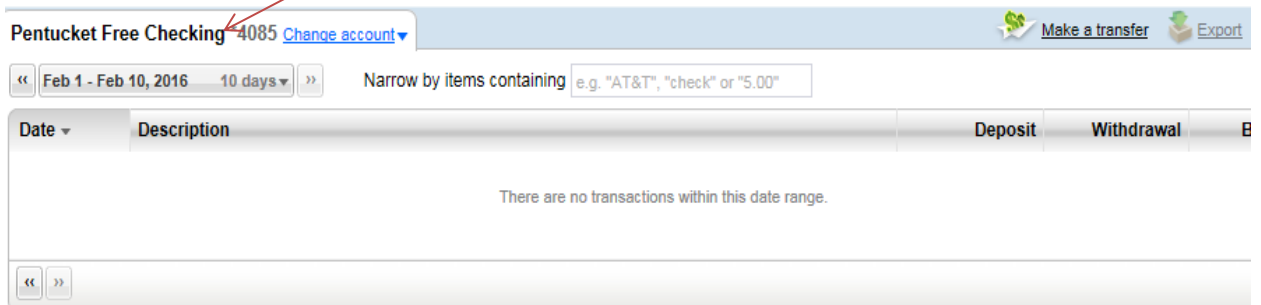 Pentucket Free Checking *4085 Change account
Make a transfer
Export
« Feb 1 - Feb 10, 2016 10 days »
Narrow by items containing e.g. "AT&T", "check" or "5.00"
Date Description Deposit Withdrawal
There are no transactions within this date range.
« »